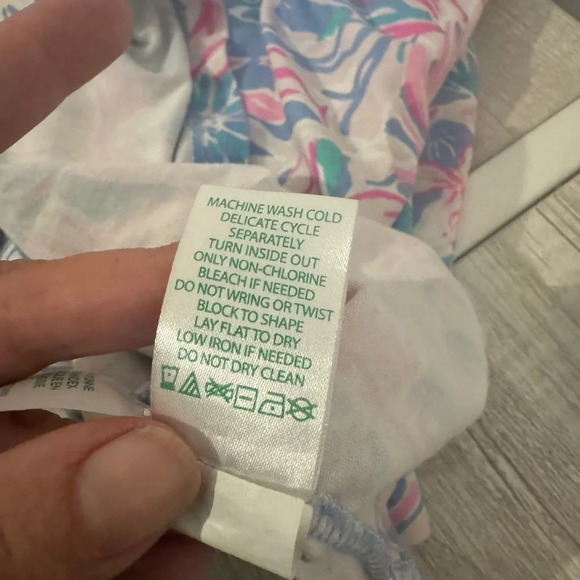 MACHINE WASH COLD
DELICATE CYCLE
SEPARATELY
TURN INSIDE OUT
ONLY NON-CHLORINE
BLEACH IF NEEDED
DO NOT WRING OR TWIST
BLOCK TO SHAPE
LAY FLAT TO DRY
LOW IRON IF NEEDED
DO NOT DRY CLEAN